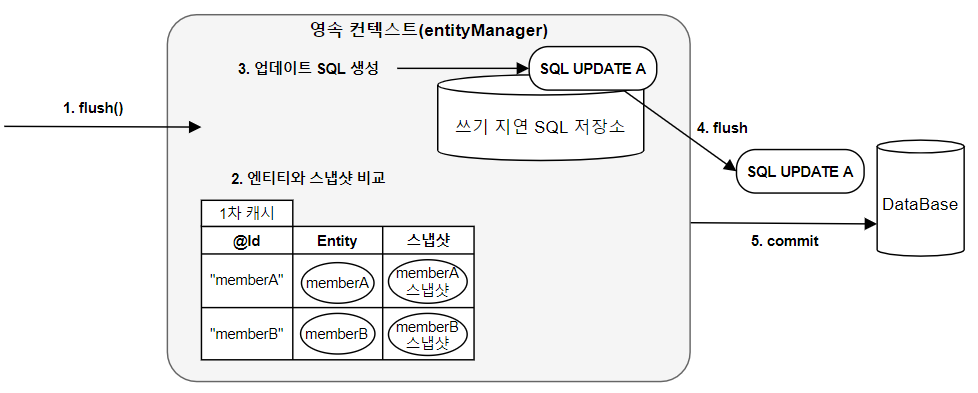 영속 컨텍스트(entityManager)
3. 업데이트 SQL 생성
SQL UPDATE A
1. flush()
쓰기 지연 SQL 저장소
4. flush
2. 엔티티와 스냅샷 비교
SQL UPDATE A
DataBase
5. commit
1차 캐시
@Id Entity 스냅샷
"memberA" memberA memberA
스냅샷
"memberB" memberB memberB
스냅샷